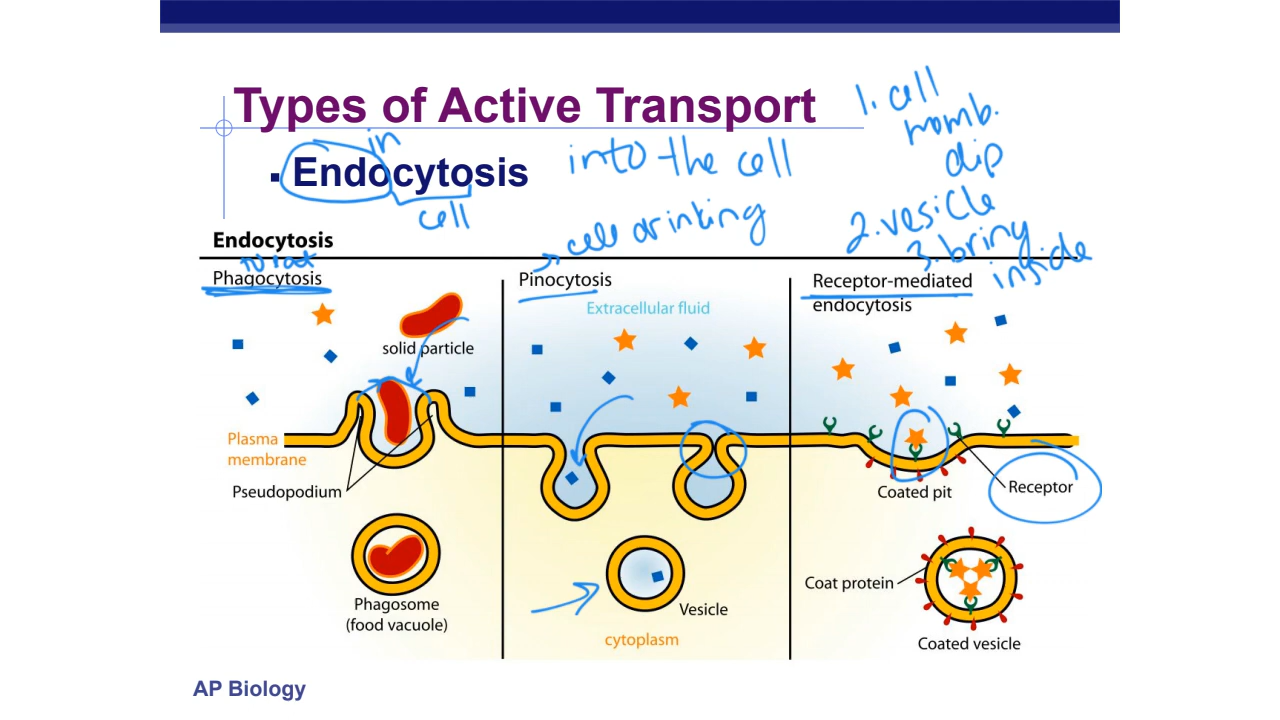 Types of Active Transport
1. cell
memb.
dip
in
▪ Endocytosis
into the cell
cell
cell drinking
2. vesicle
3. bring
inside
Endocytosis
to eat
Phagocytosis
Pinocytosis
Receptor-mediated
endocytosis
Extracellular fluid
solid particle
Plasma
membrane
Pseudopodium
Coated pit
Receptor
Phagosome
(food vacuole)
Vesicle
cytoplasm
Coat protein
Coated vesicle
AP Biology